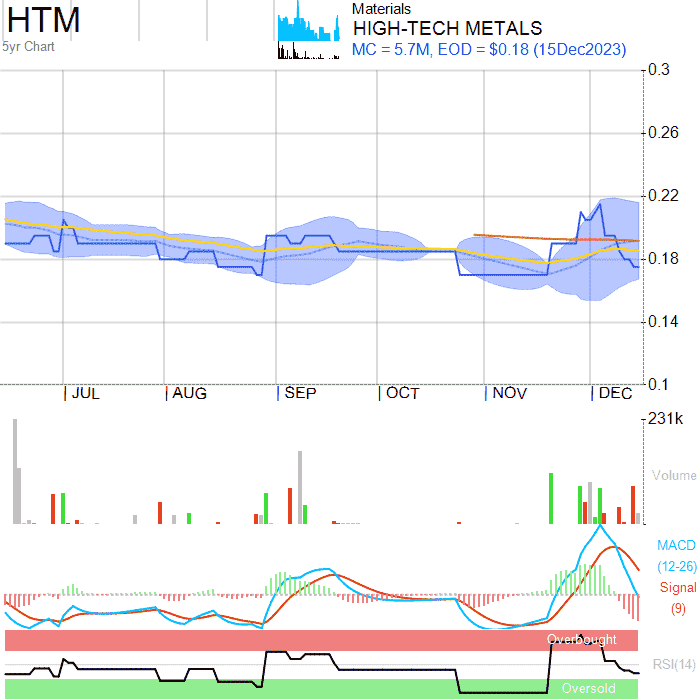 HTM
5yr Chart
Materials
HIGH-TECH METALS
MC = 5.7M, EOD = $0.18 (15Dec2023)
0.3
0.26
0.22
0.18
0.14
0.1
JUL AUG SEP OCT NOV DEC
231k
Volume
MACD
(12-26)
Signal
(9)
Overbought
RSI(14)
Oversold